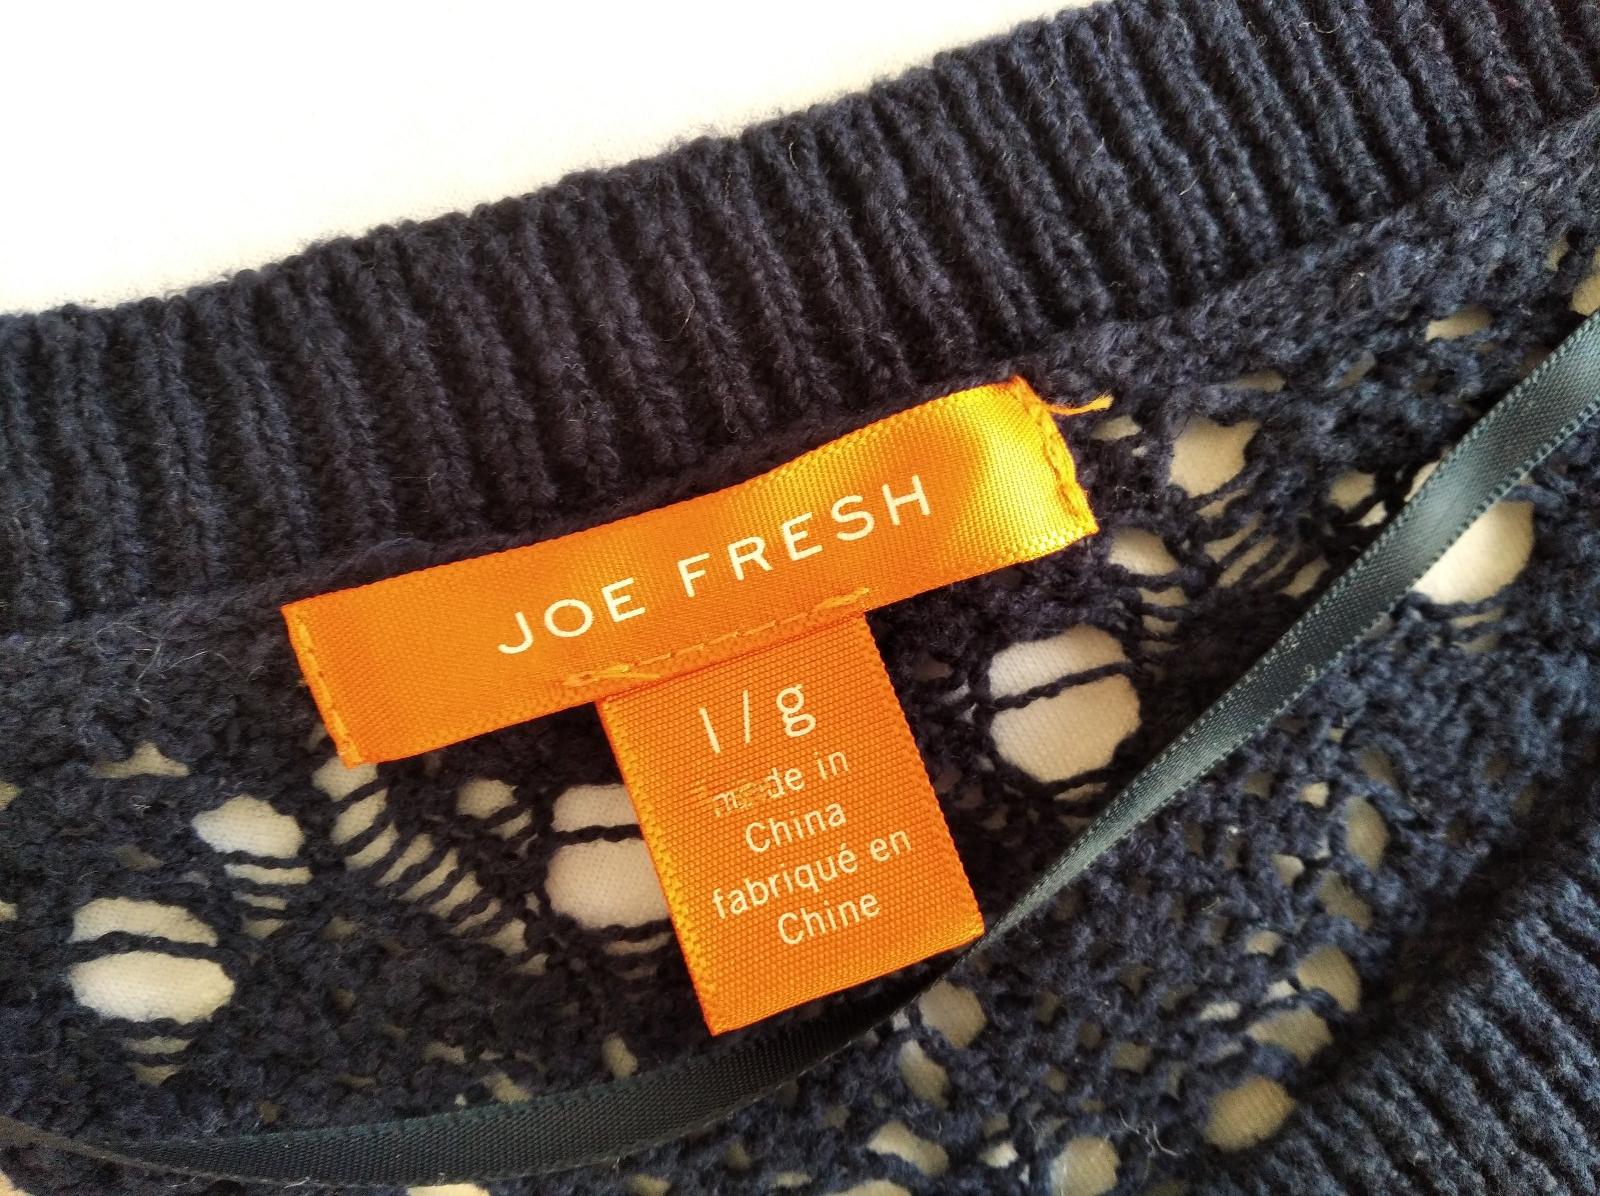 JOE FRESH
l/g
made in
China
fabriqué en
Chine